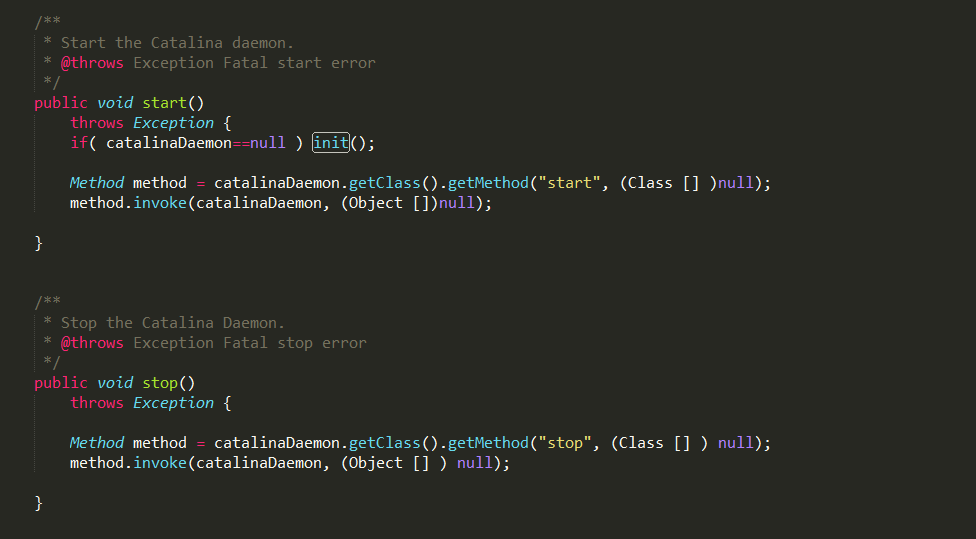 /**
 * Start the Catalina daemon.
 * @throws Exception Fatal start error
 */
public void start()
    throws Exception {
    if( catalinaDaemon==null ) init();

    Method method = catalinaDaemon.getClass().getMethod("start", (Class [] )null);
    method.invoke(catalinaDaemon, (Object [])null);

}

/**
 * Stop the Catalina Daemon.
 * @throws Exception Fatal stop error
 */
public void stop()
    throws Exception {

    Method method = catalinaDaemon.getClass().getMethod("stop", (Class [] ) null);
    method.invoke(catalinaDaemon, (Object [] ) null);

}